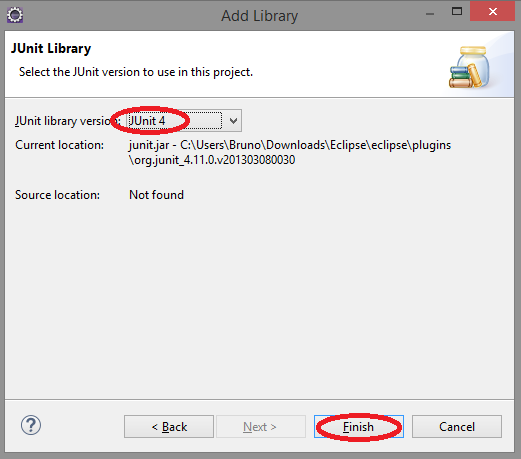 Add Library
JUnit Library
Select the JUnit version to use in this project.
JUnit library version: JUnit 4
Current location: junit.jar - C:\Users\Bruno\Downloads\Eclipse\eclipse\plugins
\org.junit_4.11.0.v201303080030
Source location: Not found
< Back Next > Finish Cancel